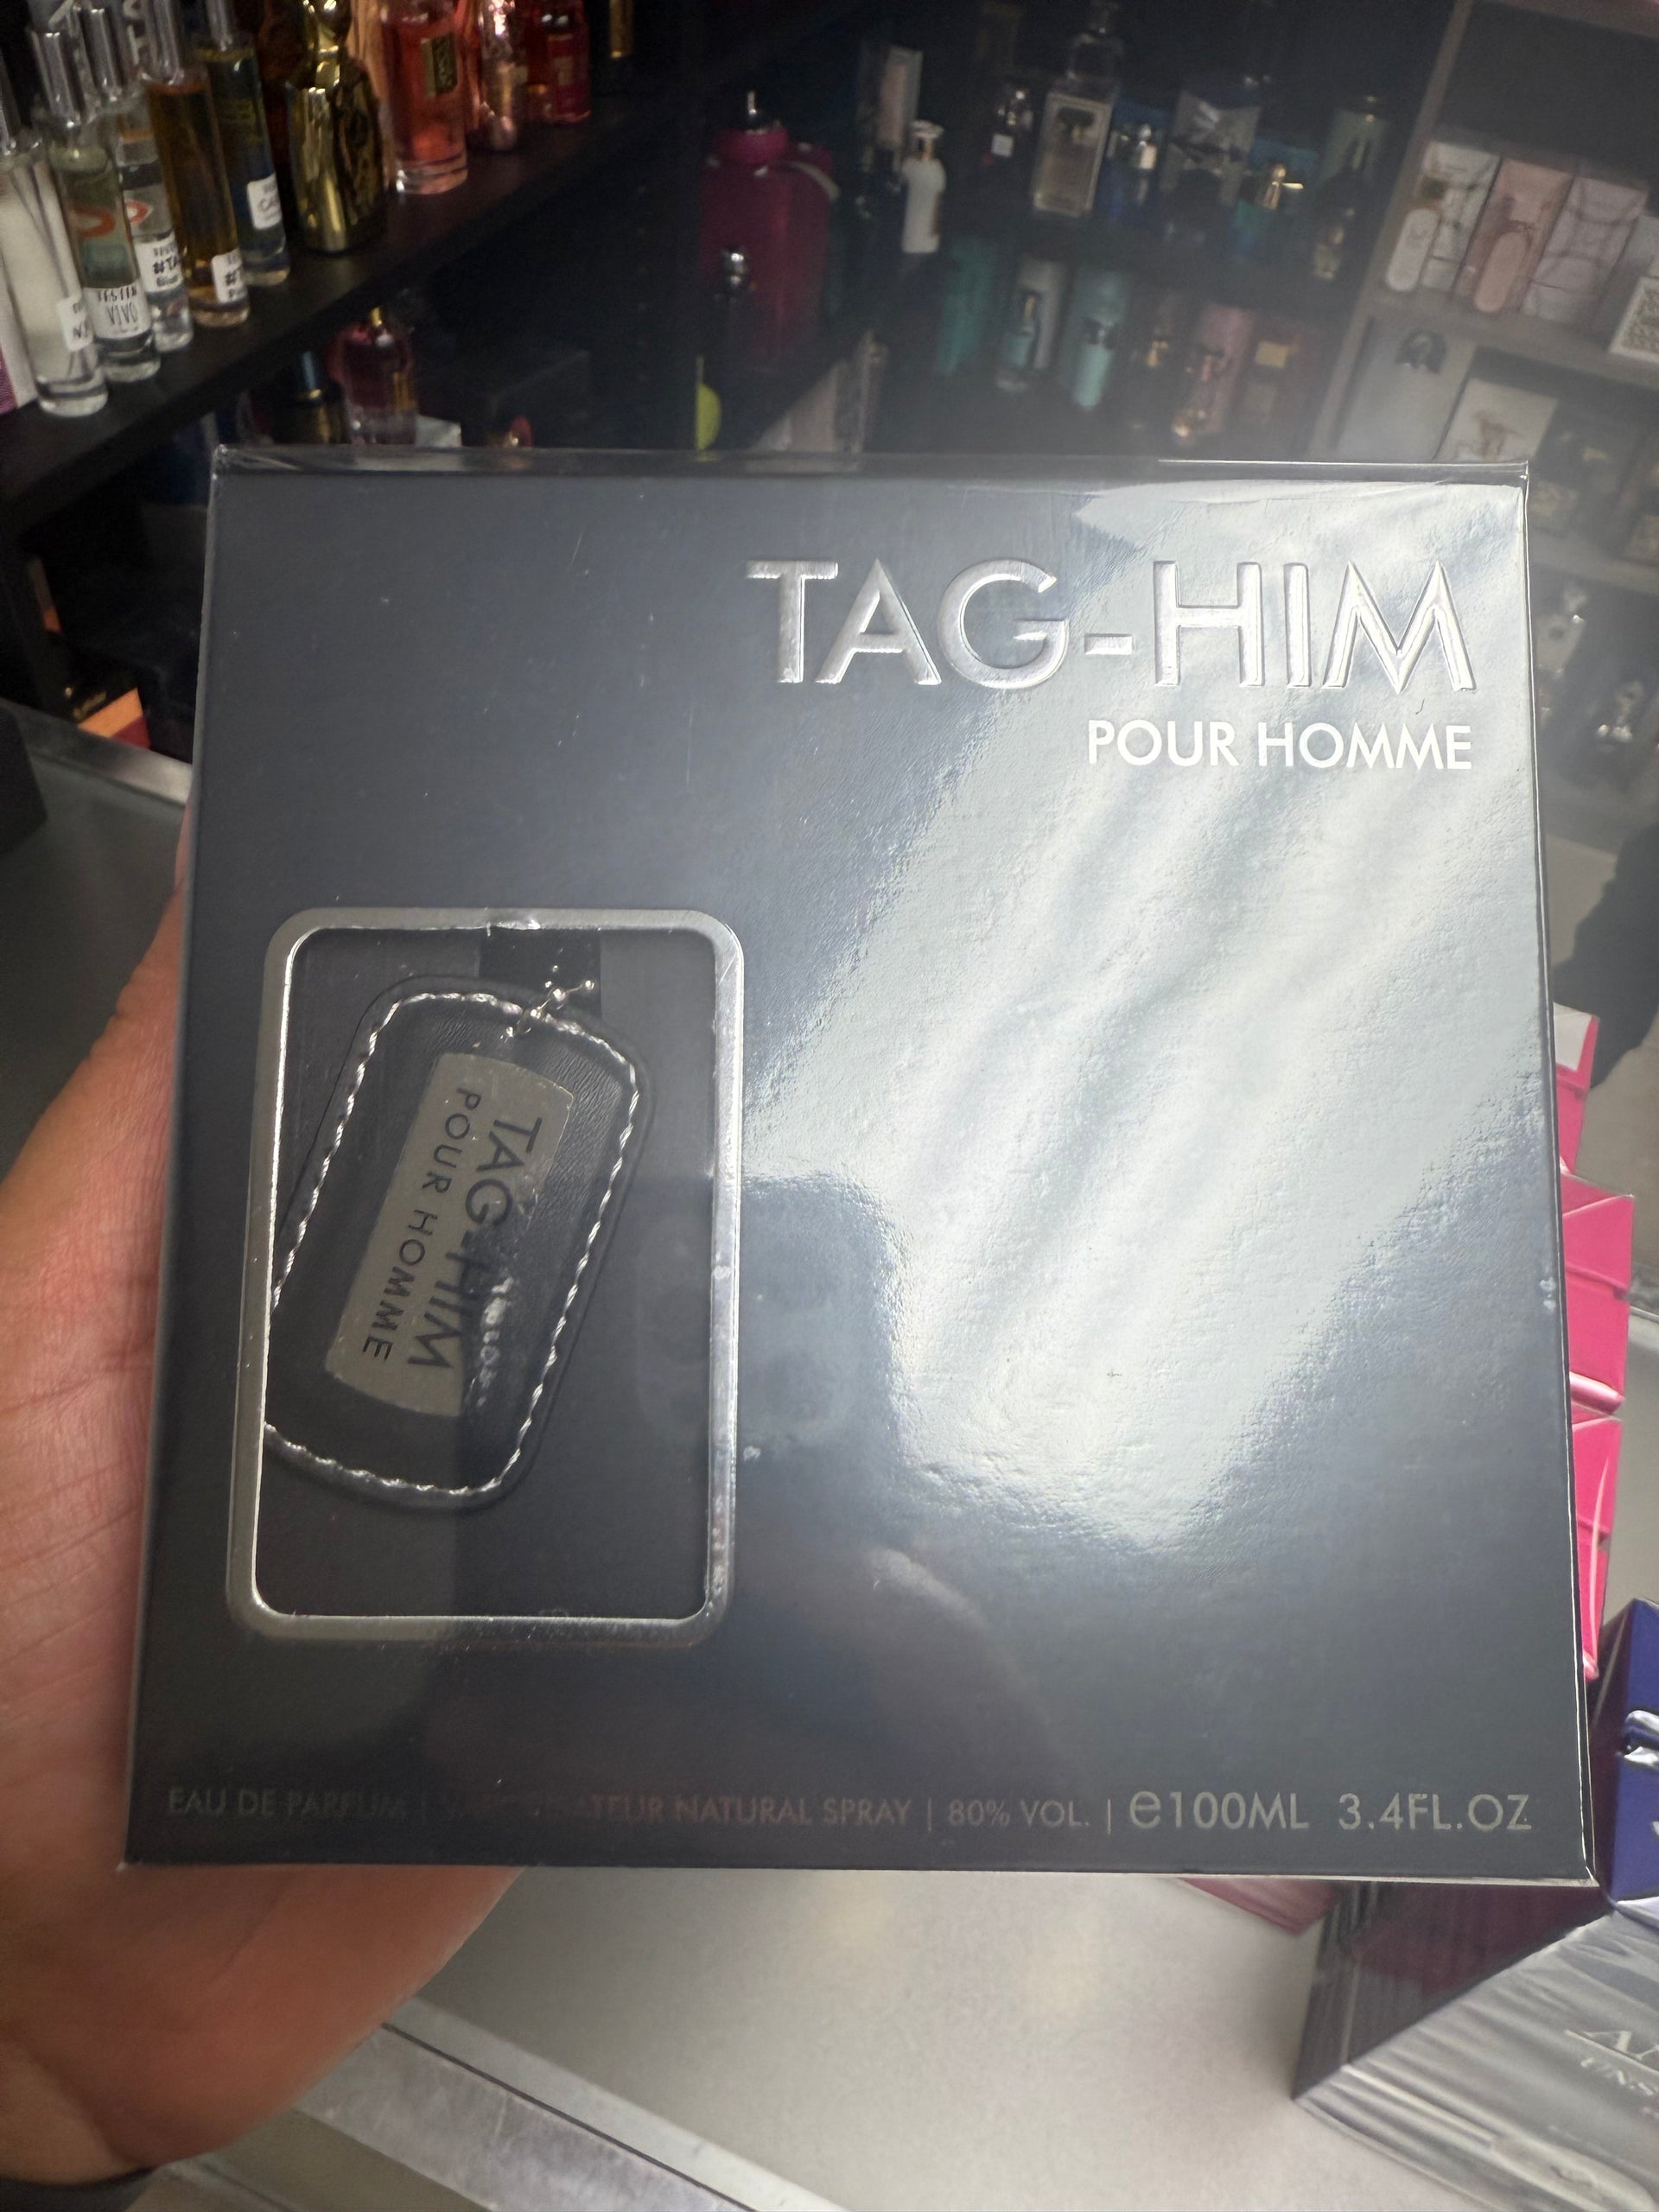 TAG-HIM
POUR HOMME
TAG-HIM
POUR HOMME
EAU DE PARFUM | VAPORISATEUR NATURAL SPRAY | 80% VOL. | e100ML 3.4FL.OZ